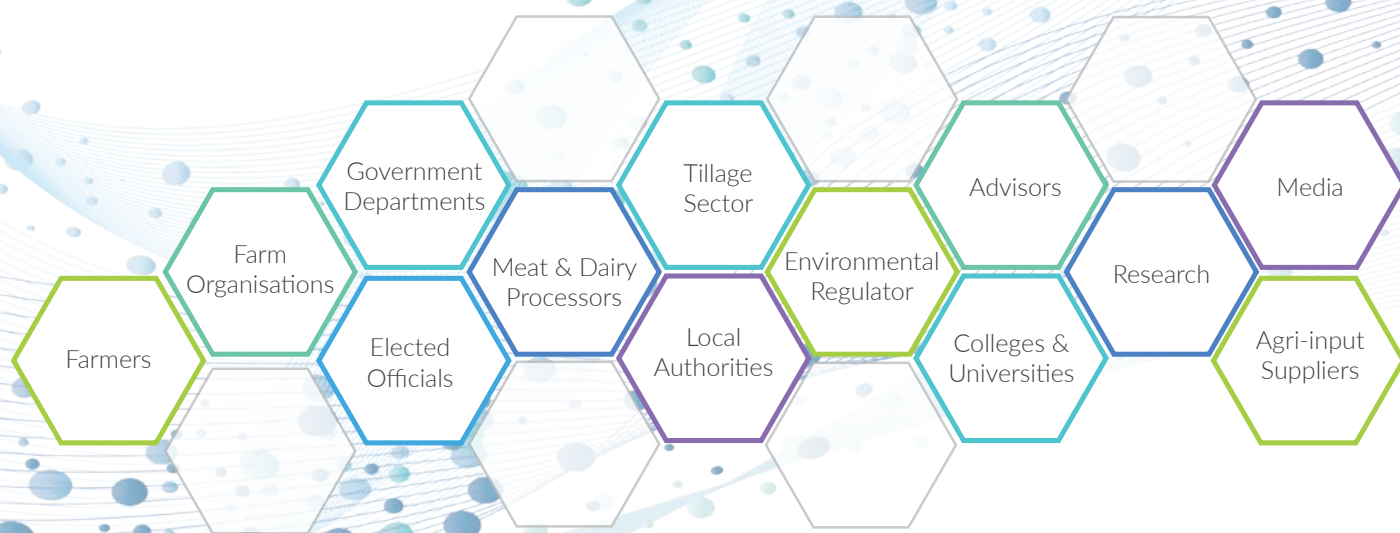 Farmers
Farm
Organisations
Government
Departments
Elected
Officials
Meat & Dairy
Processors
Tillage
Sector
Local
Authorities
Environmental
Regulator
Advisors
Colleges &
Universities
Research
Media
Agri-input
Suppliers